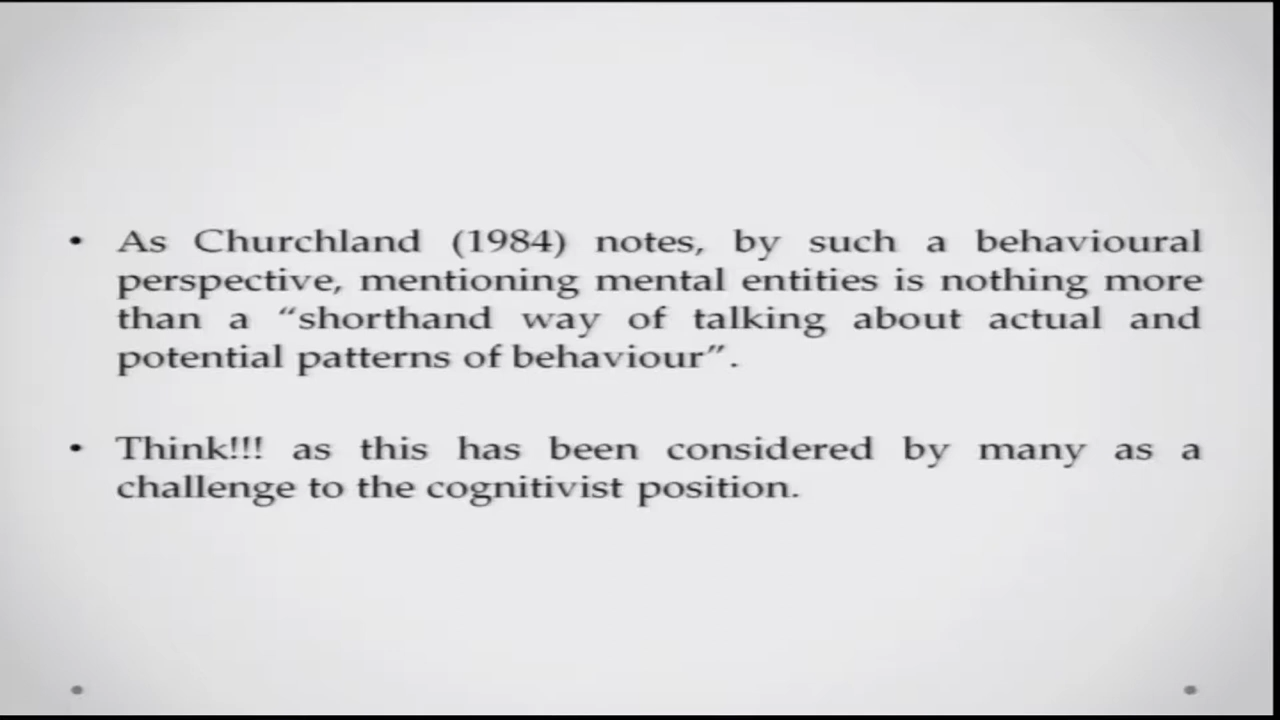 • As Churchland (1984) notes, by such a behavioural
perspective, mentioning mental entities is nothing more
than a “shorthand way of talking about actual and
potential patterns of behaviour”.
• Think!!! as this has been considered by many as a
challenge to the cognitivist position.